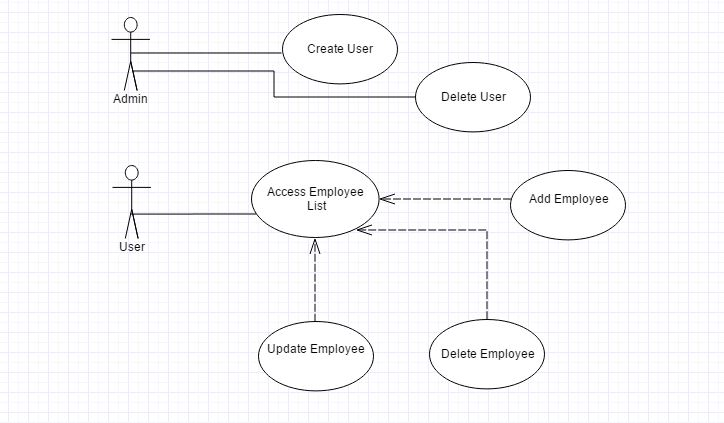 Create User
Delete User
Admin
Access Employee
List
Add Employee
User
Update Employee
Delete Employee